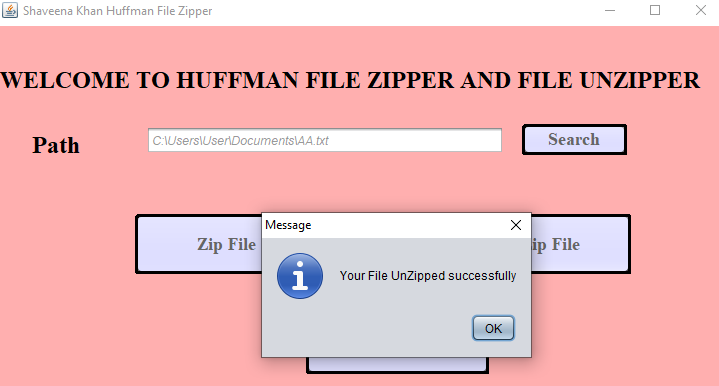 Shaveena Khan Huffman File Zipper
WELCOME TO HUFFMAN FILE ZIPPER AND FILE UNZIPPER
Path
C:\Users\User\Documents\AA.txt
Search
Zip File
ip File
Message
Your File UnZipped successfully
OK